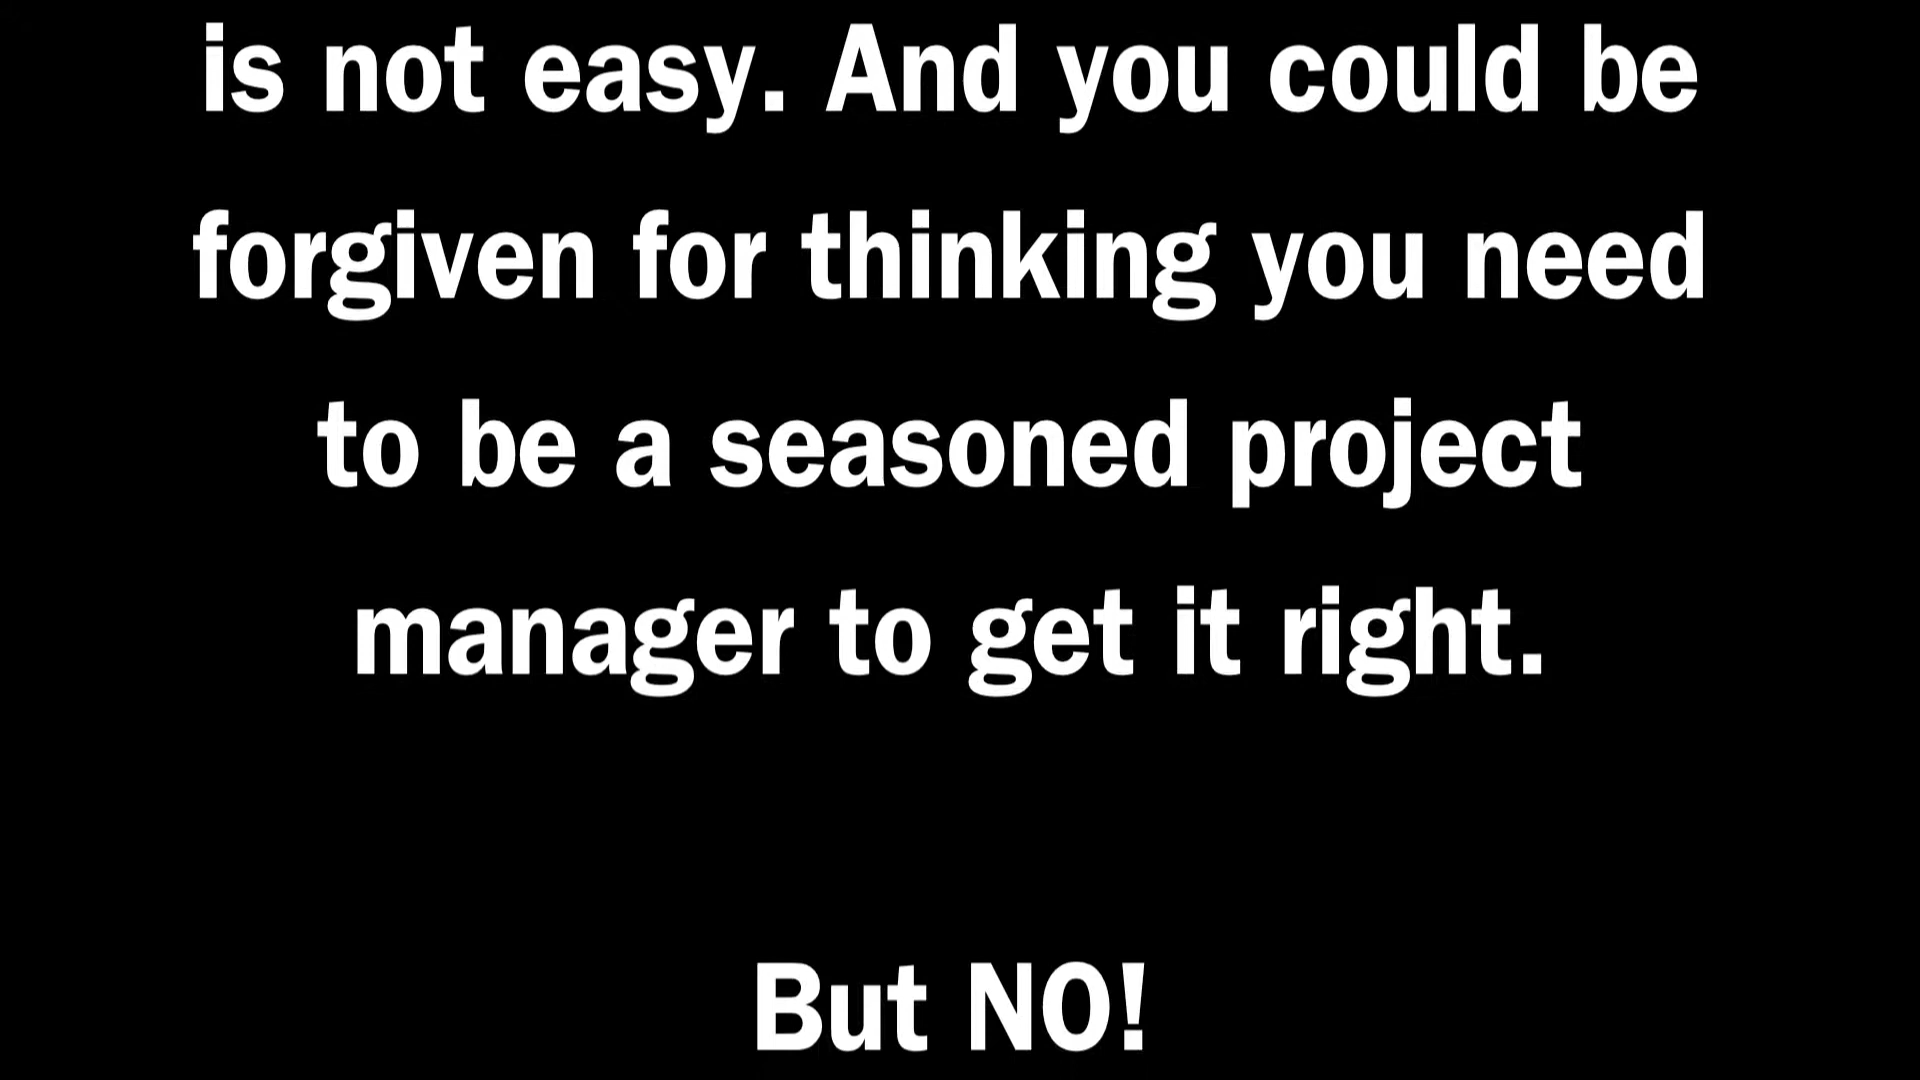 is not easy. And you could be
forgiven for thinking you need
to be a seasoned project
manager to get it right.
But NO!